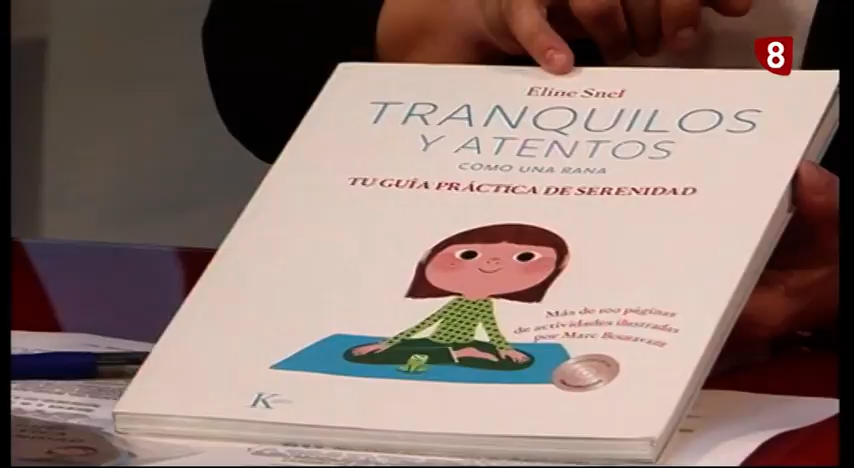 8
Eline Snel
TRANQUILOS
Y ATENTOS
COMO UNA RANA
TU GUÍA PRÁCTICA DE SERENIDAD
Más de 100 páginas
de actividades ilustradas
por Marc Boutavant
K